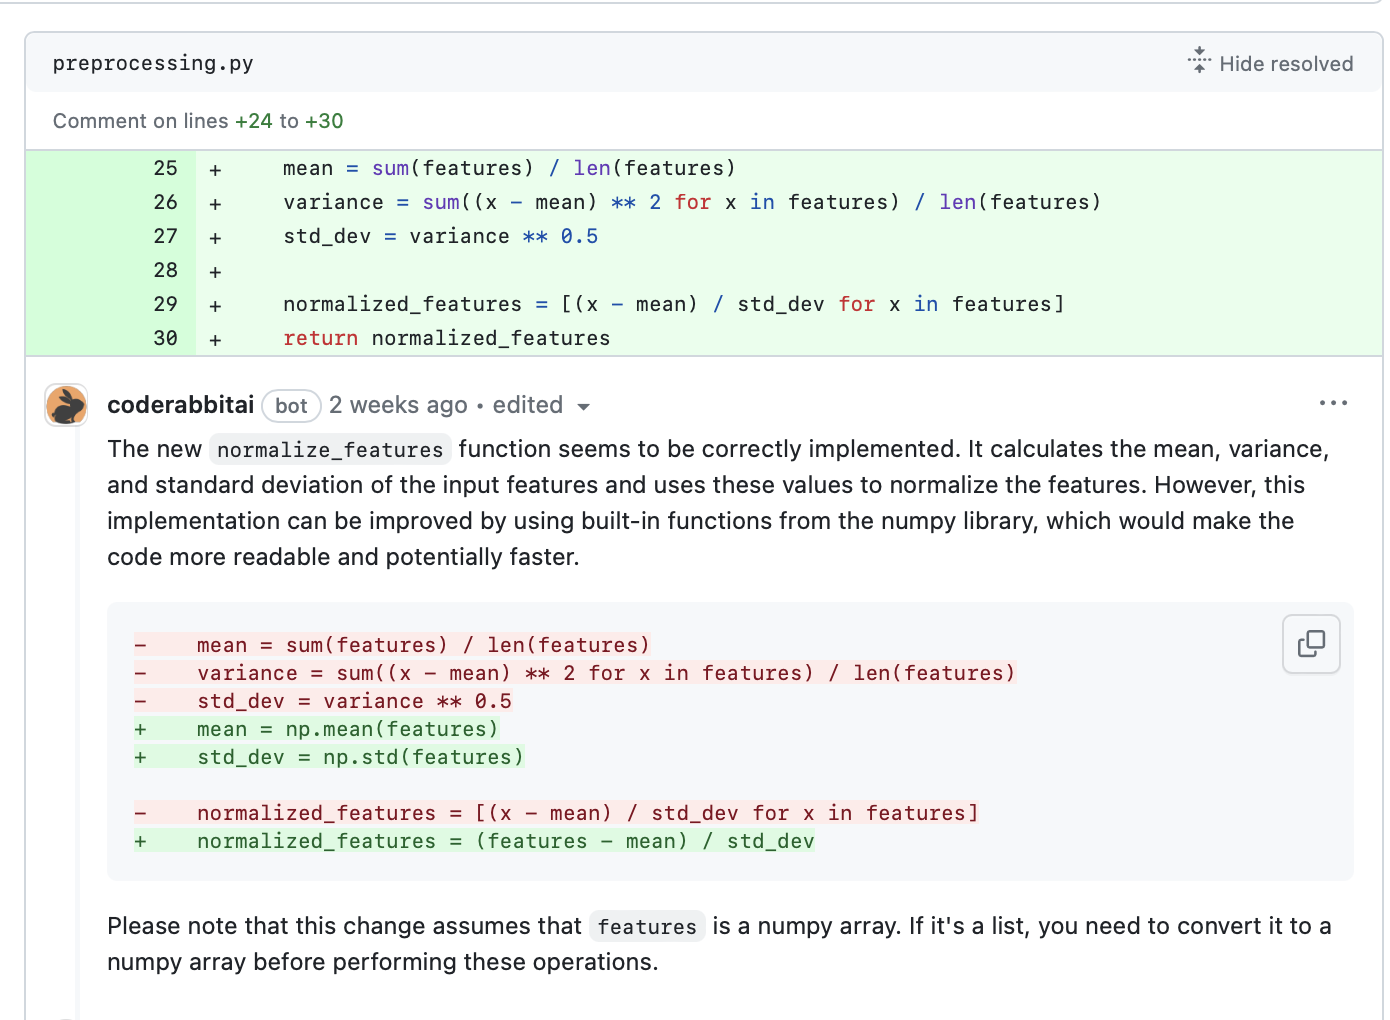 preprocessing.py Hide resolved
Comment on lines +24 to +30
25 + mean = sum(features) / len(features)
26 + variance = sum((x - mean) ** 2 for x in features) / len(features)
27 + std_dev = variance ** 0.5
28 +
29 + normalized_features = [(x - mean) / std_dev for x in features]
30 + return normalized_features
coderabbitai bot 2 weeks ago • edited
The new normalize_features function seems to be correctly implemented. It calculates the mean, variance,
and standard deviation of the input features and uses these values to normalize the features. However, this
implementation can be improved by using built-in functions from the numpy library, which would make the
code more readable and potentially faster.
- mean = sum(features) / len(features)
- variance = sum((x - mean) ** 2 for x in features) / len(features)
- std_dev = variance ** 0.5
+ mean = np.mean(features)
+ std_dev = np.std(features)
- normalized_features = [(x - mean) / std_dev for x in features]
+ normalized_features = (features - mean) / std_dev
Please note that this change assumes that features is a numpy array. If it's a list, you need to convert it to a
numpy array before performing these operations.